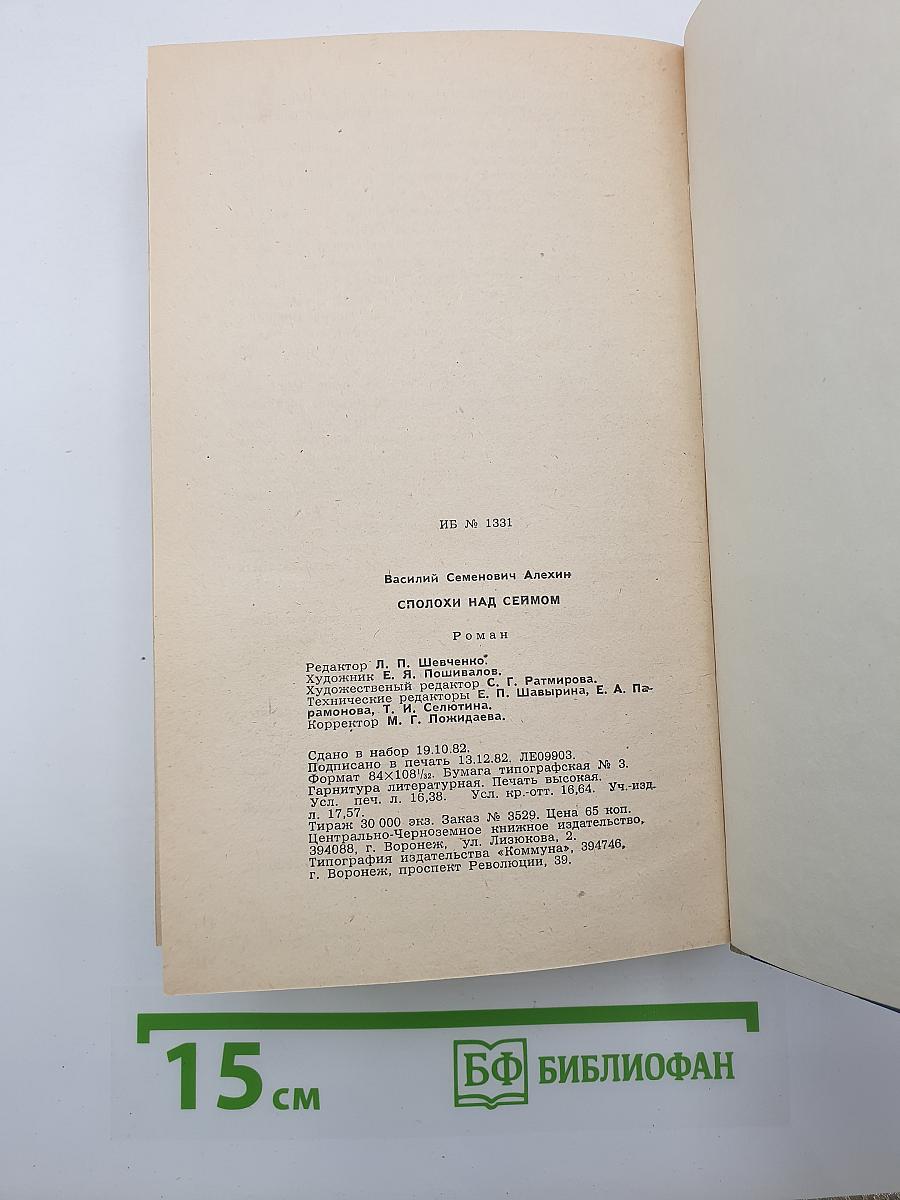 ИБ № 1331
Василий Семенович Алехин
СПОЛОХИ НАД СЕЙМОМ
Роман
Редактор Л. П. Шевченко.
Художник Е. Я. Пошивалов.
Художественый редактор С. Г. Ратмирова.
Технические редакторы Е. П. Шавырина, Е. А. Па-
рамонова, Т. И. Селютина.
Корректор М. Г. Пожидаева.
Сдано в набор 19.10.82.
Подписано в печать 13.12.82. ЛЕ09903.
Формат 84×108¹/₃₂. Бумага типографская № 3.
Гарнитура литературная. Печать высокая.
Усл. печ. л. 16,38. Усл. кр.-отт. 16,64. Уч.-изд.
л. 17,57.
Тираж 30 000 экз. Заказ № 3529. Цена 65 коп.
Центрально-Черноземное книжное издательство,
394088, г. Воронеж, ул. Лизюкова, 2.
Типография издательства «Коммуна», 394746,
г. Воронеж, проспект Революции, 39.
15 см
БФ БИБЛИОФАН